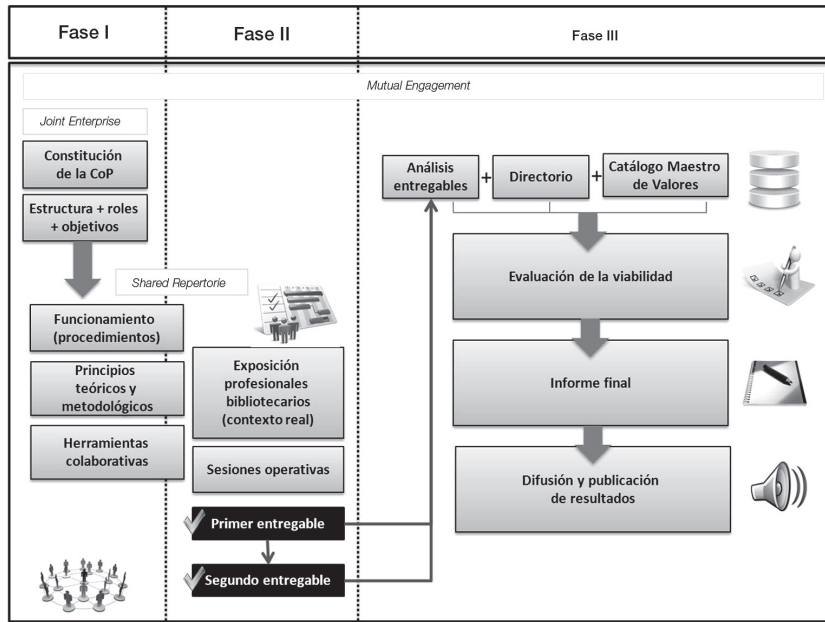 Fase I
Fase II
Fase III
Mutual Engagement
Joint Enterprise
Constitución
de la CoP
Estructura + roles
+ objetivos
Shared Repertorie
Funcionamiento
(procedimientos)
Principios
teóricos y
metodológicos
Herramientas
colaborativas
Exposición
profesionales
bibliotecarios
(contexto real)
Sesiones operativas
Primer entregable
Segundo entregable
Análisis
entregables
+
Directorio
+
Catálogo Maestro
de Valores
Evaluación de la viabilidad
Informe final
Difusión y publicación
de resultados